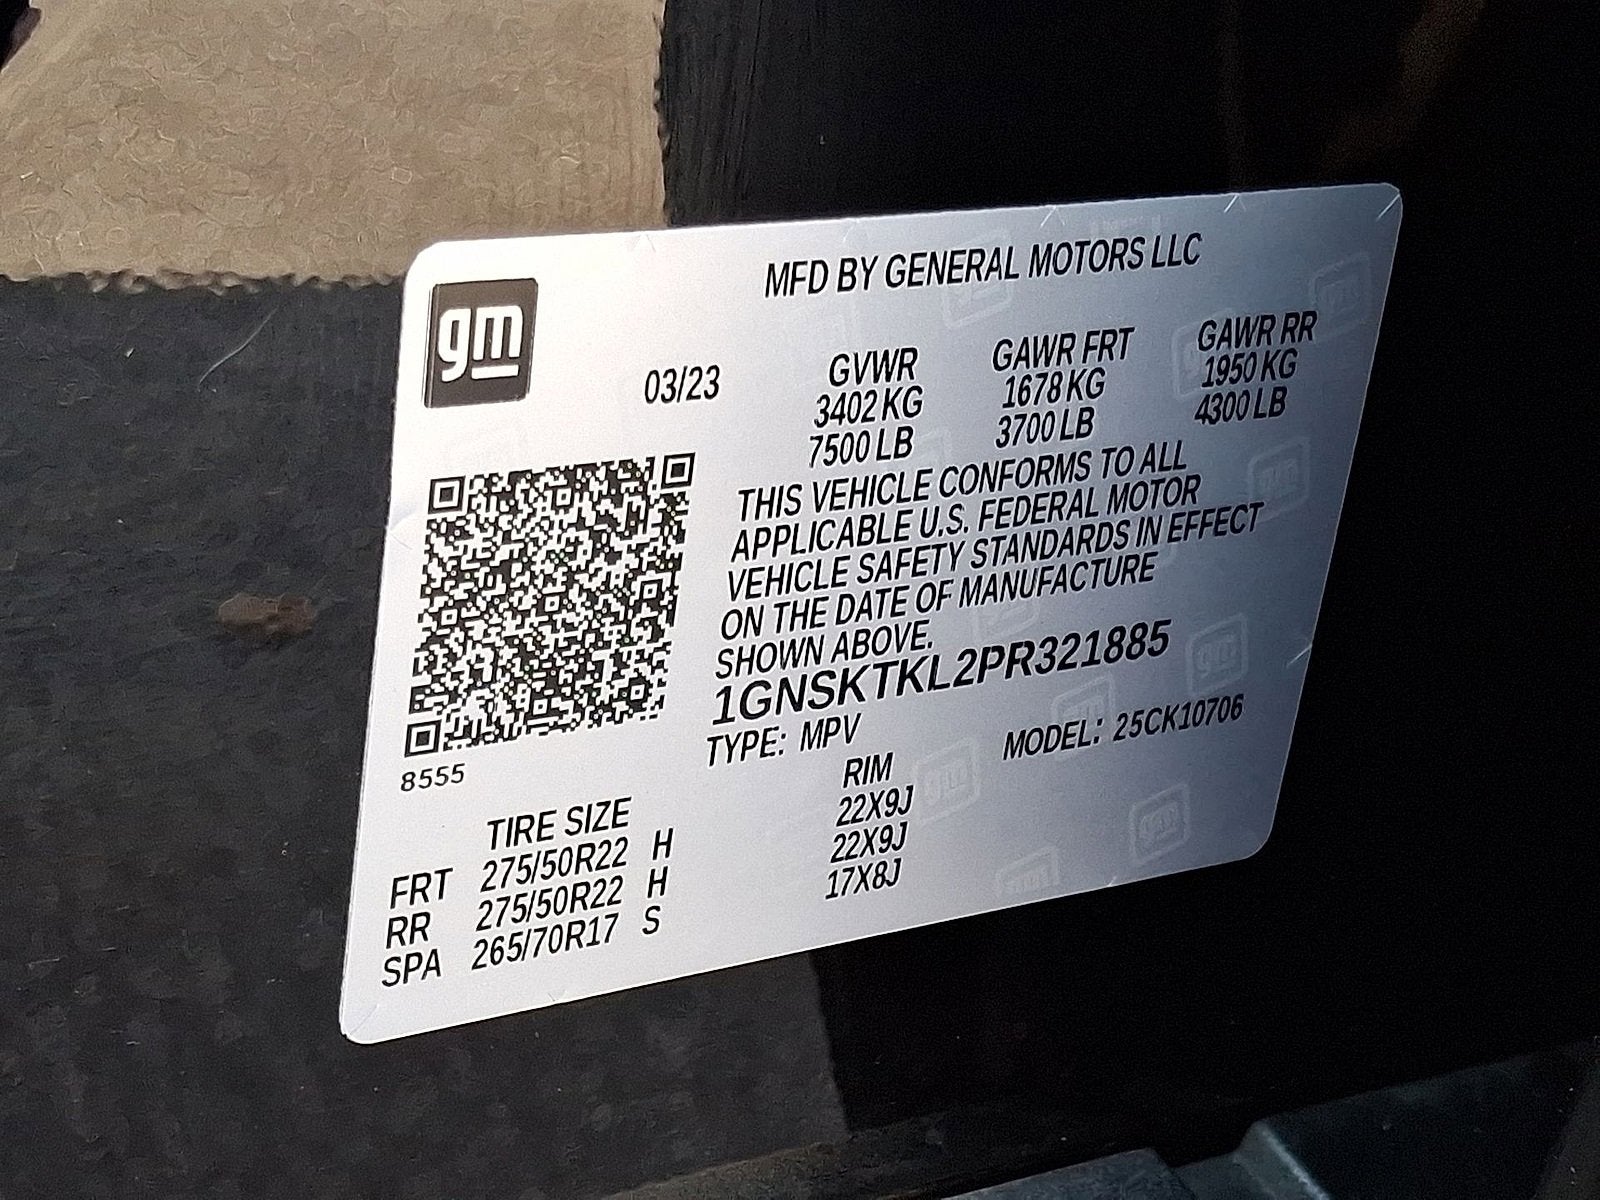 MFD BY GENERAL MOTORS LLC
gm
03/23
GVWR GAWR FRT GAWR RR
3402 KG 1678 KG 1950 KG
7500 LB 3700 LB 4300 LB
THIS VEHICLE CONFORMS TO ALL
APPLICABLE U.S. FEDERAL MOTOR
VEHICLE SAFETY STANDARDS IN EFFECT
ON THE DATE OF MANUFACTURE
SHOWN ABOVE.
1GNSKTKL2PR321885
TYPE: MPV MODEL: 25CK10706
8555
TIRE SIZE RIM
FRT 275/50R22 H 22X9J
RR 275/50R22 H 22X9J
SPA 265/70R17 S 17X8J